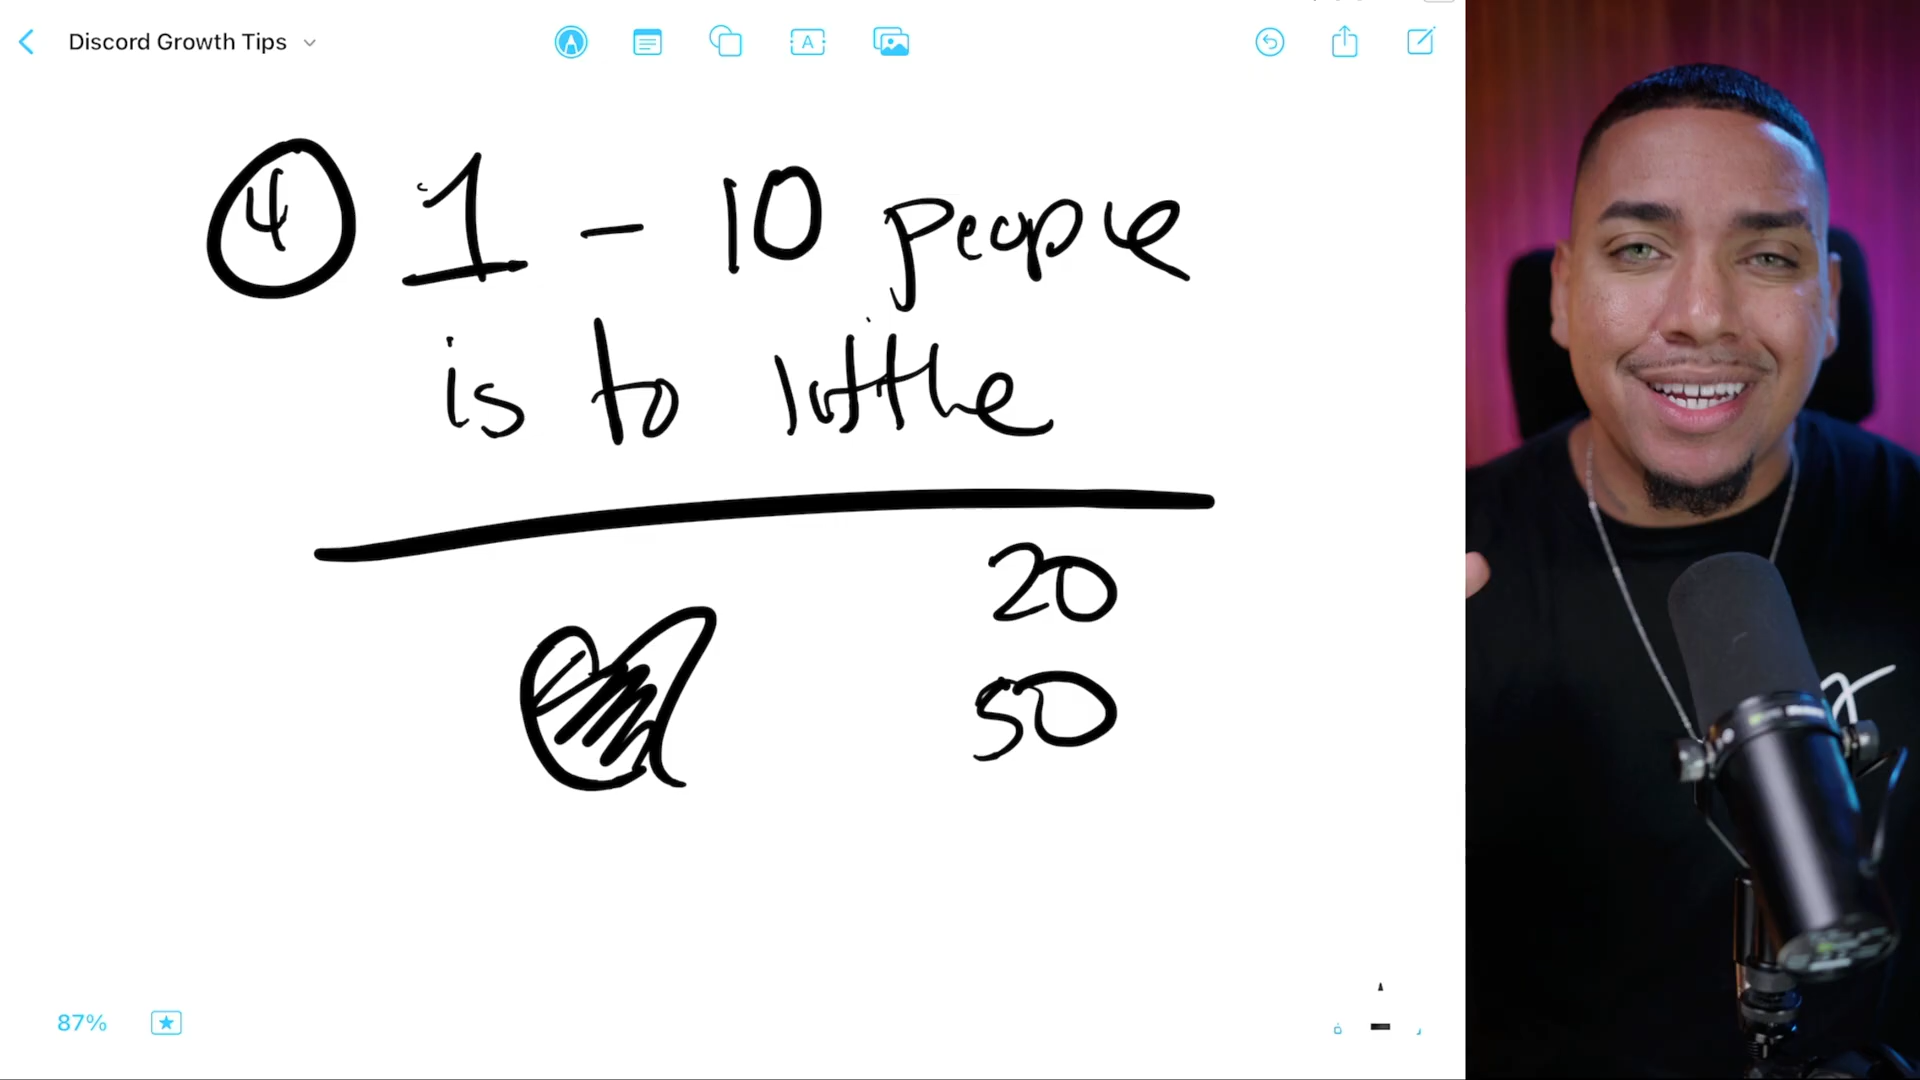 Discord Growth Tips
A
④ 1 - 10 people
is to little
20
50
87%